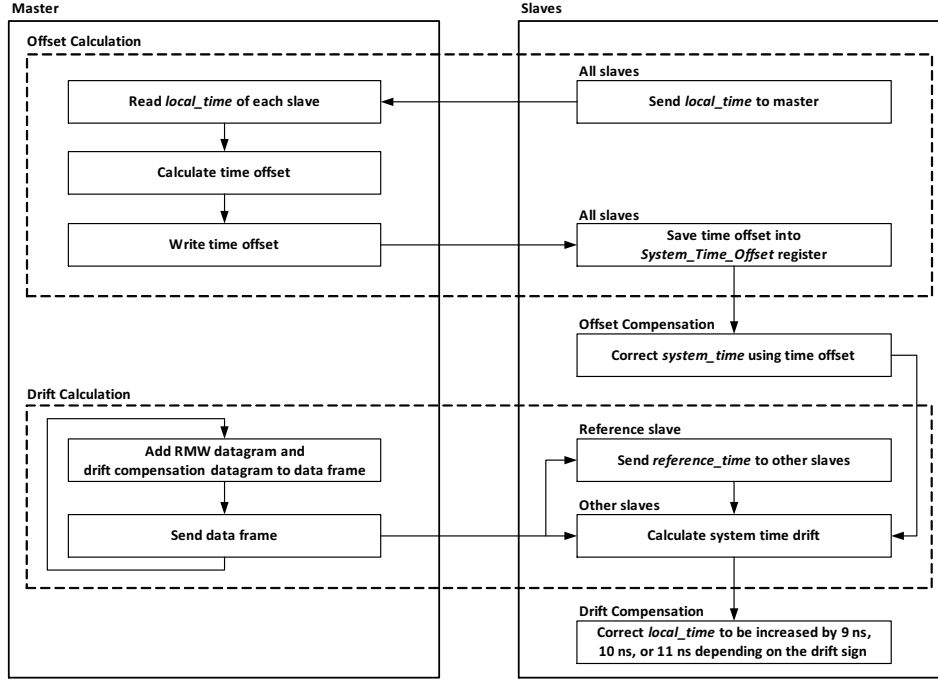 Master
Slaves
Offset Calculation
All slaves
Read local_time of each slave
Send local_time to master
Calculate time offset
All slaves
Write time offset
Save time offset into
System_Time_Offset register
Offset Compensation
Correct system_time using time offset
Drift Calculation
Reference slave
Add RMW datagram and
drift compensation datagram to data frame
Send reference_time to other slaves
Other slaves
Send data frame
Calculate system time drift
Drift Compensation
Correct local_time to be increased by 9 ns,
10 ns, or 11 ns depending on the drift sign